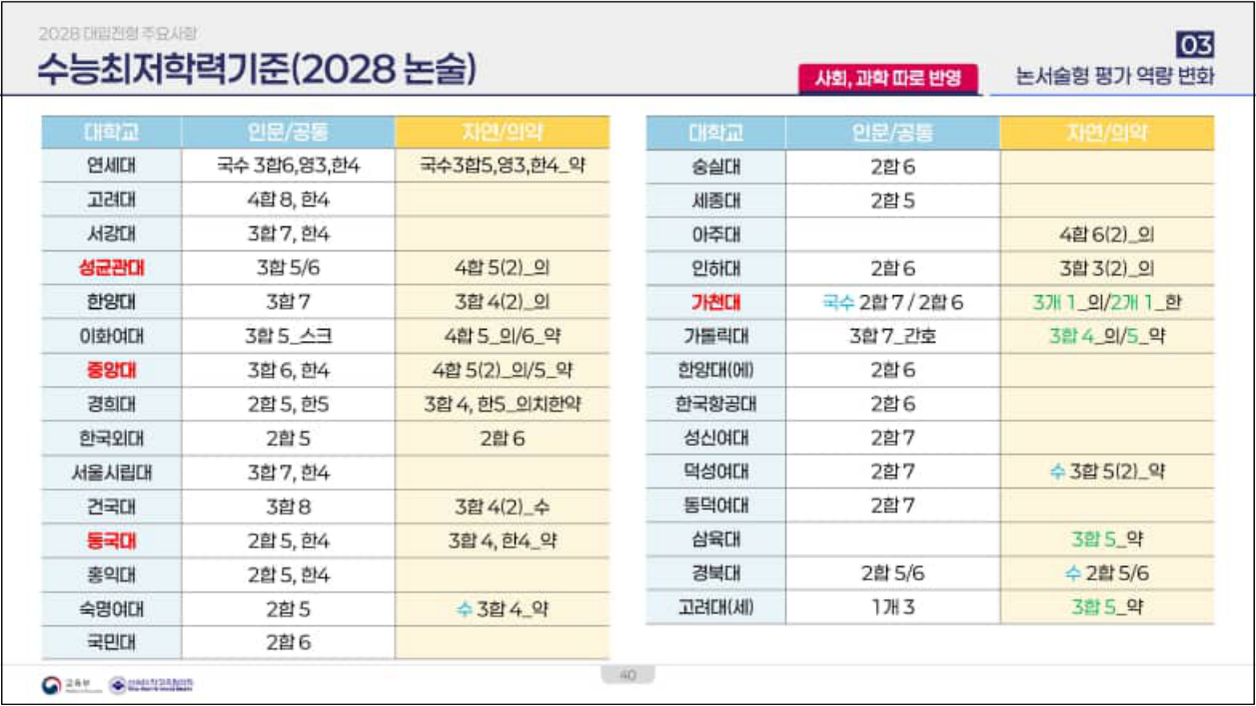 2028 대입전형 주요사항
수능최저학력기준(2028 논술)
사회, 과학 따로 반영
03
논서술형 평가 역량 변화
대학교 인문/공통 자연/의약
연세대 국수 3합6,영3,한4 국수3합5,영3,한4_약
고려대 4합 8, 한4
서강대 3합 7, 한4
성균관대 3합 5/6 4합 5(2)_의
한양대 3합 7 3합 4(2)_의
이화여대 3합 5_스크 4합 5_의/6_약
중앙대 3합 6, 한4 4합 5(2)_의/5_약
경희대 2합 5, 한5 3합 4, 한5_의치한약
한국외대 2합 5 2합 6
서울시립대 3합 7, 한4
건국대 3합 8 3합 4(2)_수
동국대 2합 5, 한4 3합 4, 한4_약
홍익대 2합 5, 한4
숙명여대 2합 5 수 3합 4_약
국민대 2합 6
대학교 인문/공통 자연/의약
숭실대 2합 6
세종대 2합 5
아주대 4합 6(2)_의
인하대 2합 6 3합 3(2)_의
가천대 국수 2합 7 / 2합 6 3개 1_의/2개 1_한
가톨릭대 3합 7_간호 3합 4_의/5_약
한양대(에) 2합 6
한국항공대 2합 6
성신여대 2합 7
덕성여대 2합 7 수 3합 5(2)_약
동덕여대 2합 7
삼육대 3합 5_약
경북대 2합 5/6 수 2합 5/6
고려대(세) 1개 3 3합 5_약
교육부
40